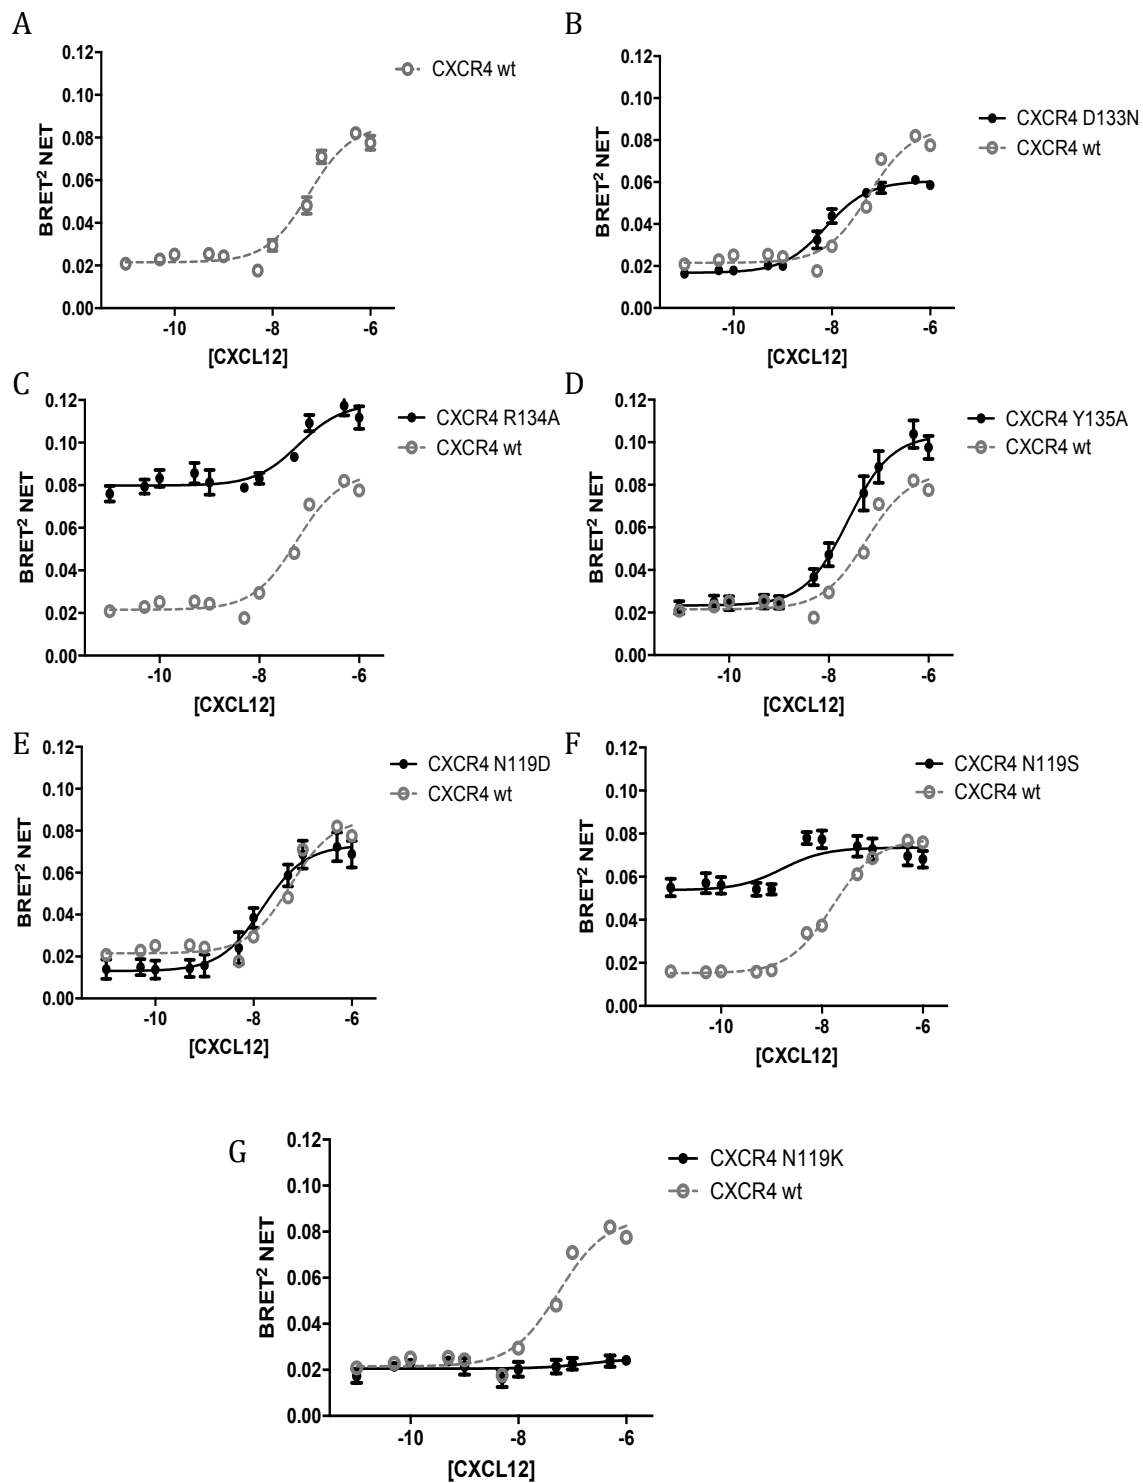 A
0.12
0.10
0.08
0.06
0.04
0.02
0.00
BRET² NET
-10 -8 -6
[CXCL12]
CXCR4 wt
B
0.12
0.10
0.08
0.06
0.04
0.02
0.00
BRET² NET
-10 -8 -6
[CXCL12]
CXCR4 D133N
CXCR4 wt
C
0.12
0.10
0.08
0.06
0.04
0.02
0.00
BRET² NET
-10 -8 -6
[CXCL12]
CXCR4 R134A
CXCR4 wt
D
0.12
0.10
0.08
0.06
0.04
0.02
0.00
BRET² NET
-10 -8 -6
[CXCL12]
CXCR4 Y135A
CXCR4 wt
E
0.12
0.10
0.08
0.06
0.04
0.02
0.00
BRET² NET
-10 -8 -6
[CXCL12]
CXCR4 N119D
CXCR4 wt
F
0.12
0.10
0.08
0.06
0.04
0.02
0.00
BRET² NET
-10 -8 -6
[CXCL12]
CXCR4 N119S
CXCR4 wt
G
0.12
0.10
0.08
0.06
0.04
0.02
0.00
BRET² NET
-10 -8 -6
[CXCL12]
CXCR4 N119K
CXCR4 wt